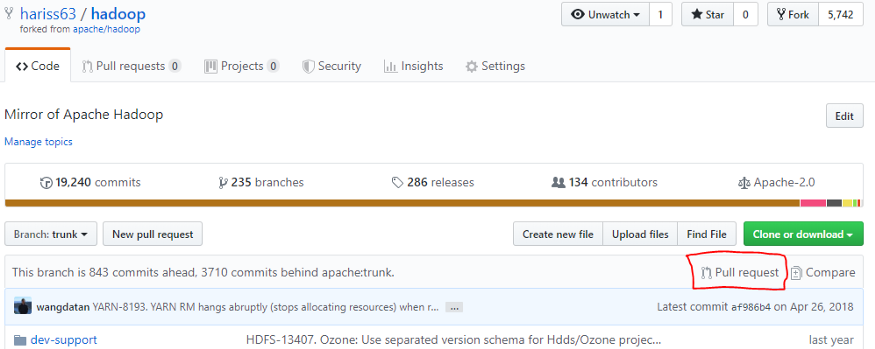 hariss63 / hadoop
forked from apache/hadoop
Unwatch 1 Star 0 Fork 5,742
Code Pull requests 0 Projects 0 Security Insights Settings
Mirror of Apache Hadoop
Edit
Manage topics
19,240 commits 235 branches 286 releases 134 contributors Apache-2.0
Branch: trunk New pull request Create new file Upload files Find File Clone or download
This branch is 843 commits ahead, 3710 commits behind apache:trunk. Pull request Compare
wangdatan YARN-8193. YARN RM hangs abruptly (stops allocating resources) when r... ... Latest commit af986b4 on Apr 26, 2018
dev-support HDFS-13407. Ozone: Use separated version schema for Hdds/Ozone projec... last year